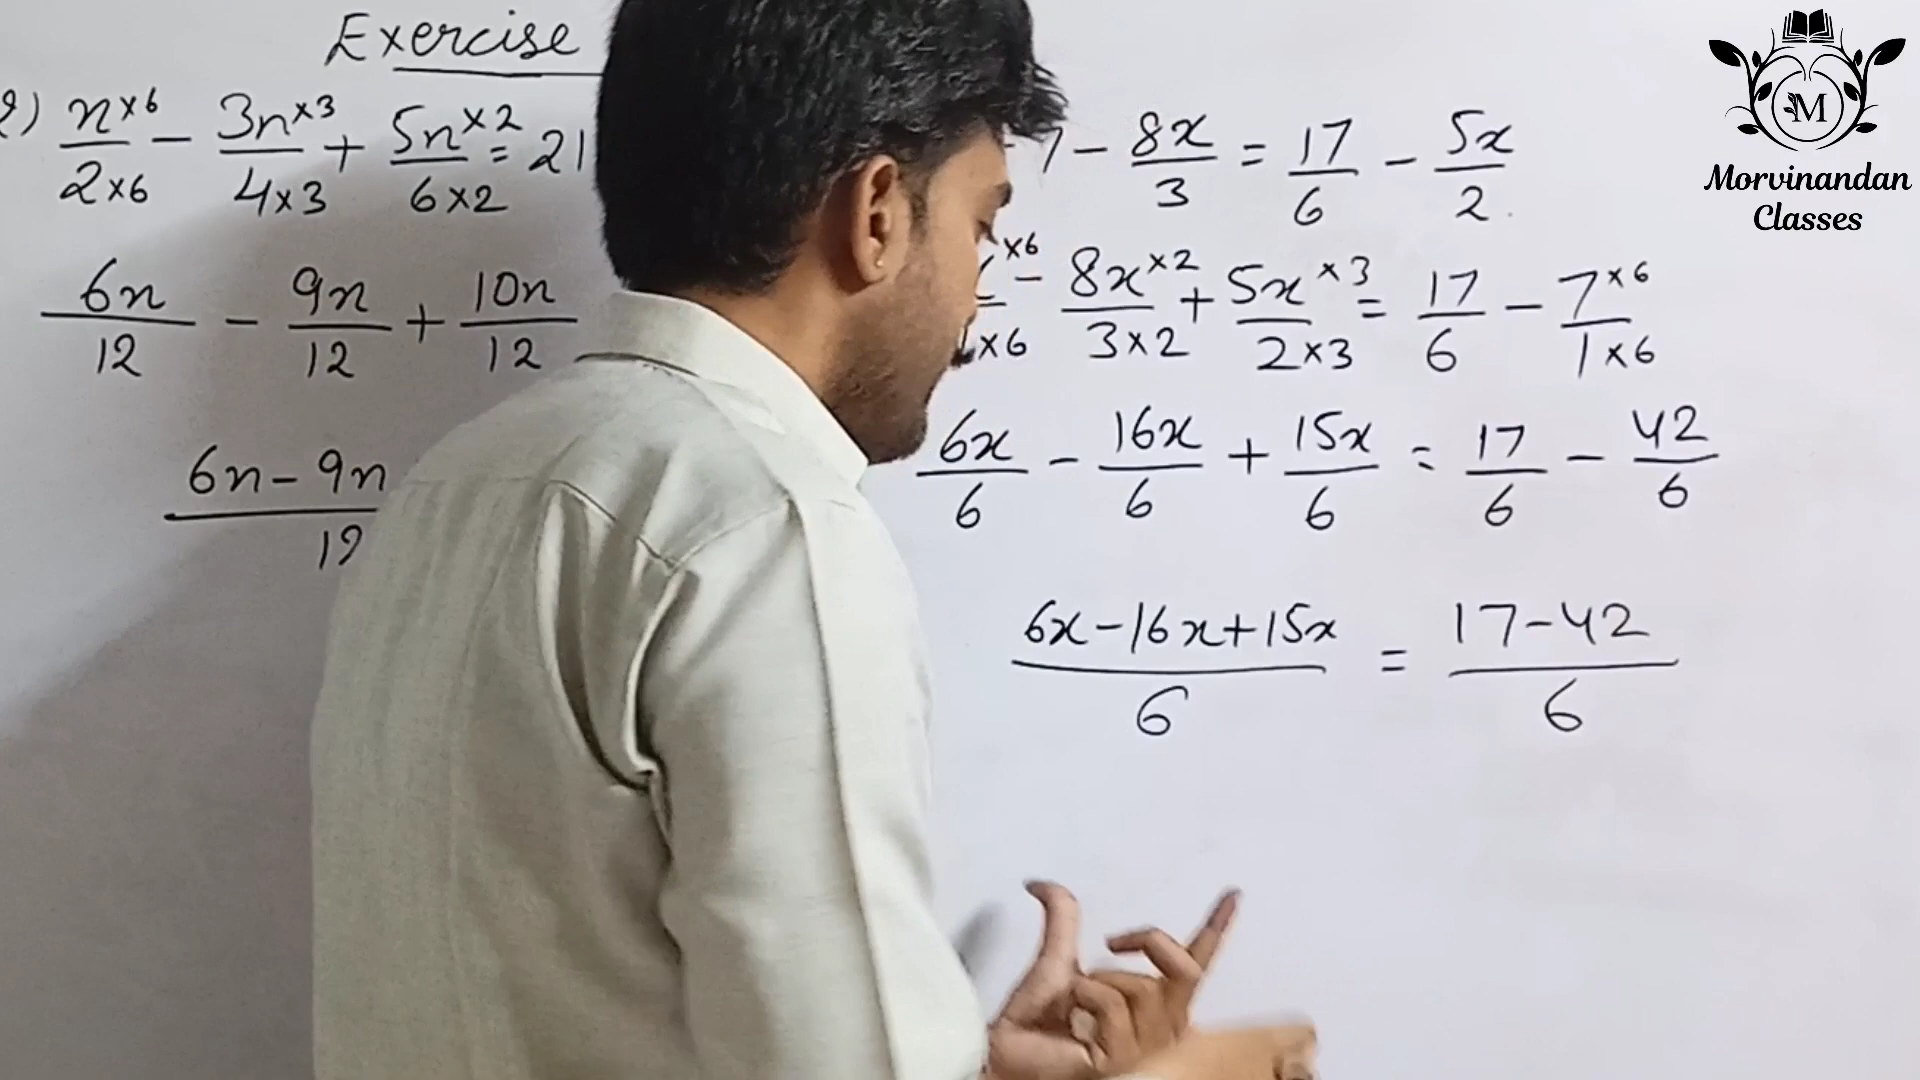 Exercise
2) n×6/2×6 - 3n×3/4×3 + 5n×2/6×2 = 21
6n/12 - 9n/12 + 10n/12
6n - 9n
12
7 - 8x/3 = 17/6 - 5x/2
×6/×6 - 8x×2/3×2 + 5x×3/2×3 = 17/6 - 7×6/1×6
6x/6 - 16x/6 + 15x/6 = 17/6 - 42/6
6x-16x+15x/6 = 17-42/6
M
Morvinandan
Classes